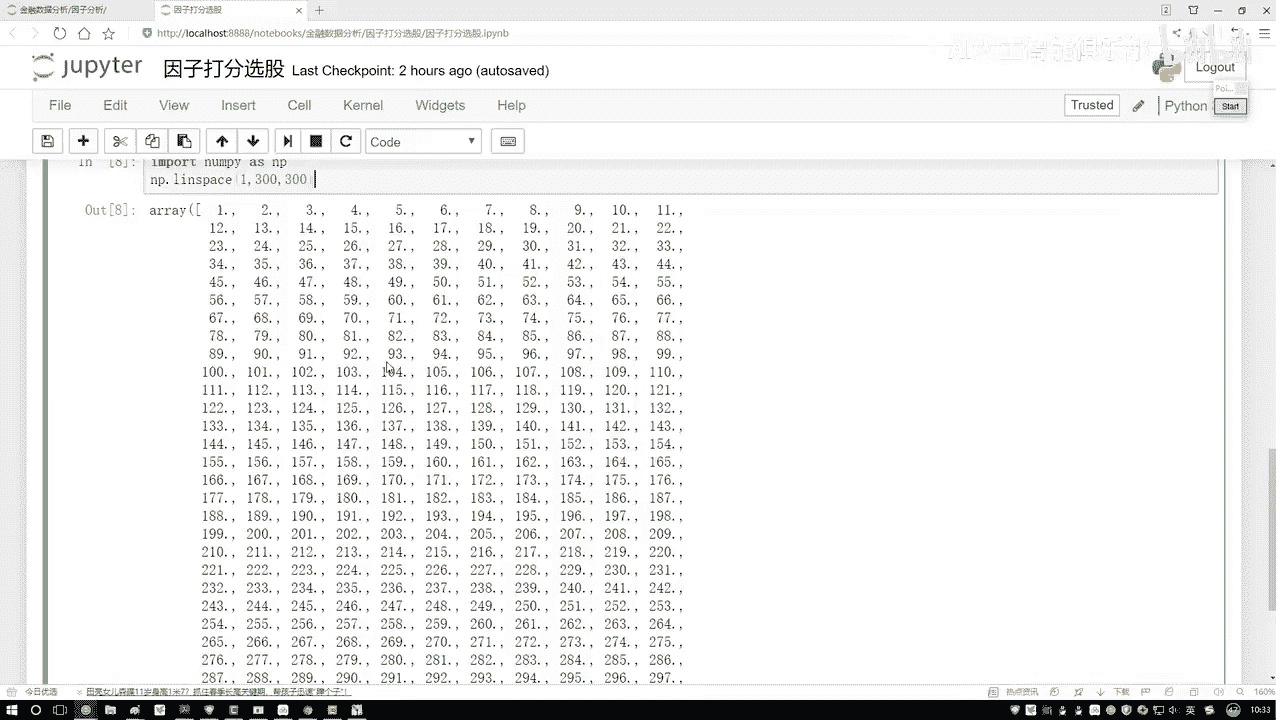 金融数据分析/因子分析/
因子打分选股
2
http://localhost:8888/notebooks/金融数据分析/因子打分选股/因子打分选股.ipynb
jupyter 因子打分选股 Last Checkpoint: 2 hours ago (autosaved)
Logout
Poi...
Start
File Edit View Insert Cell Kernel Widgets Help
Trusted Python
Code
In [8]: import numpy as np
np.linspace(1,300,300)
Out[8]: array([ 1., 2., 3., 4., 5., 6., 7., 8., 9., 10., 11.,
12., 13., 14., 15., 16., 17., 18., 19., 20., 21., 22.,
23., 24., 25., 26., 27., 28., 29., 30., 31., 32., 33.,
34., 35., 36., 37., 38., 39., 40., 41., 42., 43., 44.,
45., 46., 47., 48., 49., 50., 51., 52., 53., 54., 55.,
56., 57., 58., 59., 60., 61., 62., 63., 64., 65., 66.,
67., 68., 69., 70., 71., 72., 73., 74., 75., 76., 77.,
78., 79., 80., 81., 82., 83., 84., 85., 86., 87., 88.,
89., 90., 91., 92., 93., 94., 95., 96., 97., 98., 99.,
100., 101., 102., 103., 104., 105., 106., 107., 108., 109., 110.,
111., 112., 113., 114., 115., 116., 117., 118., 119., 120., 121.,
122., 123., 124., 125., 126., 127., 128., 129., 130., 131., 132.,
133., 134., 135., 136., 137., 138., 139., 140., 141., 142., 143.,
144., 145., 146., 147., 148., 149., 150., 151., 152., 153., 154.,
155., 156., 157., 158., 159., 160., 161., 162., 163., 164., 165.,
166., 167., 168., 169., 170., 171., 172., 173., 174., 175., 176.,
177., 178., 179., 180., 181., 182., 183., 184., 185., 186., 187.,
188., 189., 190., 191., 192., 193., 194., 195., 196., 197., 198.,
199., 200., 201., 202., 203., 204., 205., 206., 207., 208., 209.,
210., 211., 212., 213., 214., 215., 216., 217., 218., 219., 220.,
221., 222., 223., 224., 225., 226., 227., 228., 229., 230., 231.,
232., 233., 234., 235., 236., 237., 238., 239., 240., 241., 242.,
243., 244., 245., 246., 247., 248., 249., 250., 251., 252., 253.,
254., 255., 256., 257., 258., 259., 260., 261., 262., 263., 264.,
265., 266., 267., 268., 269., 270., 271., 272., 273., 274., 275.,
276., 277., 278., 279., 280., 281., 282., 283., 284., 285., 286.,
287., 288., 289., 290., 291., 292., 293., 294., 295., 296., 297.,
今日优选 热点资讯 下载 160%
英 10:33